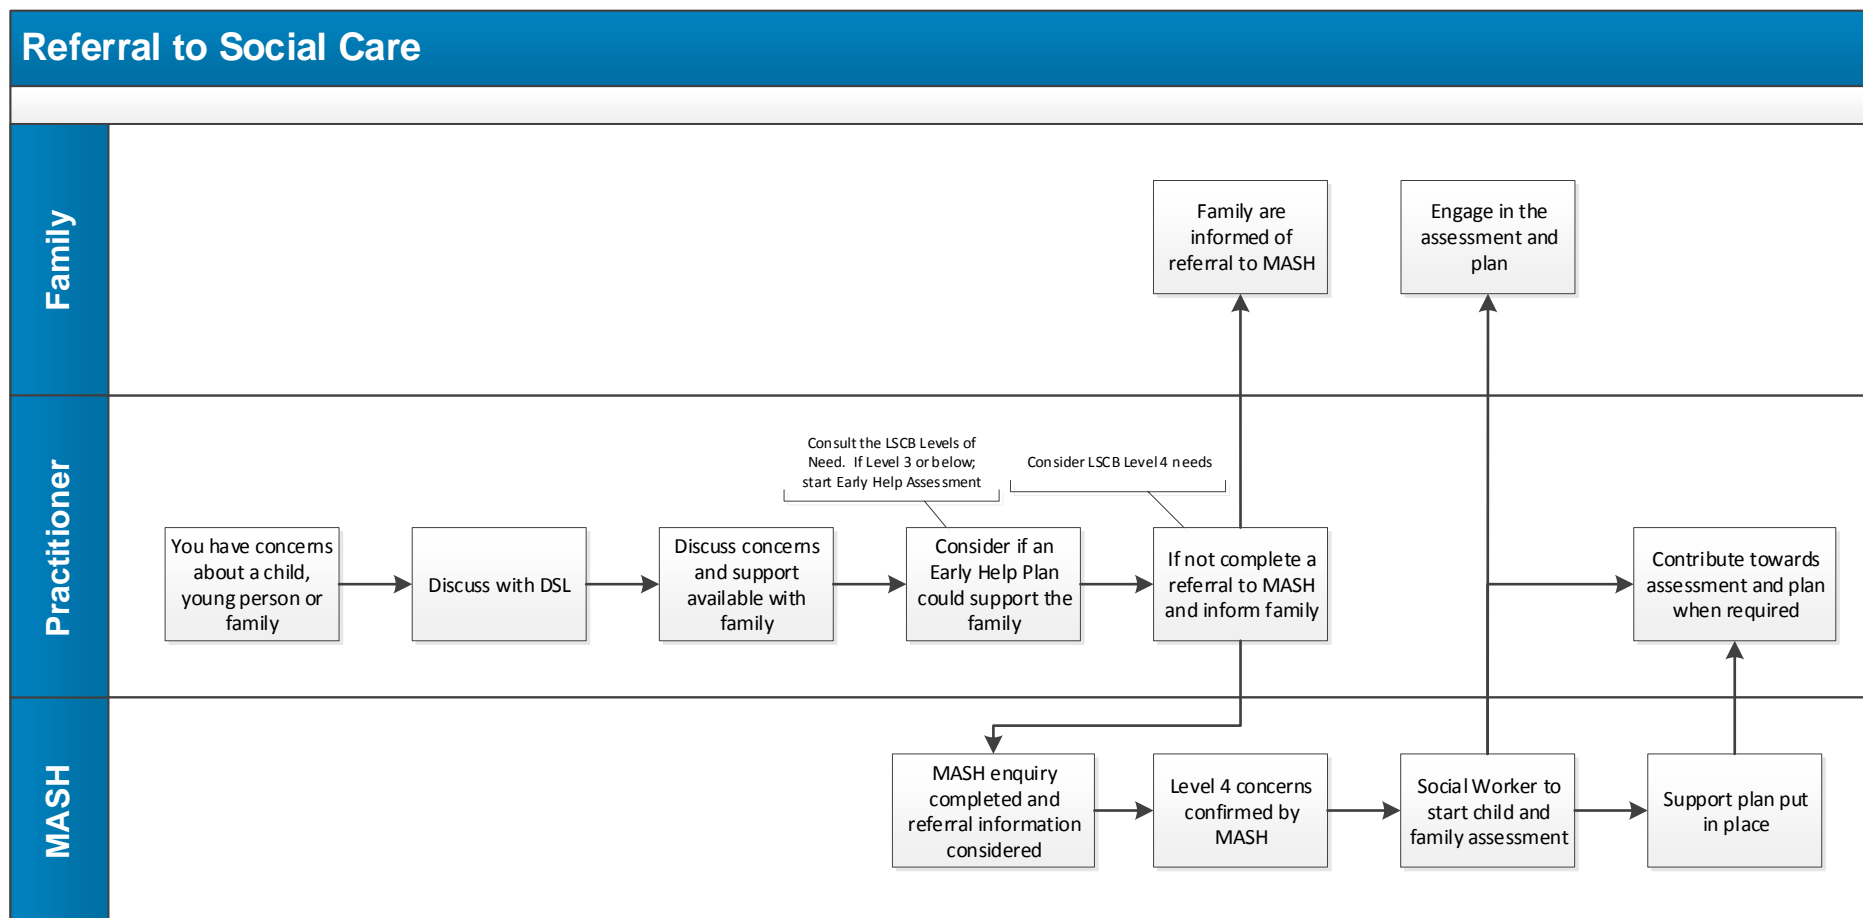 Referral to Social Care
Family
Family are
informed of
referral to MASH
Engage in the
assessment and
plan
Practitioner
Consult the LSCB Levels of
Need. If Level 3 or below;
start Early Help Assessment
Consider LSCB Level 4 needs
You have concerns
about a child,
young person or
family
Discuss with DSL
Discuss concerns
and support
available with
family
Consider if an
Early Help Plan
could support the
family
If not complete a
referral to MASH
and inform family
Contribute towards
assessment and plan
when required
MASH
MASH enquiry
completed and
referral information
considered
Level 4 concerns
confirmed by
MASH
Social Worker to
start child and
family assessment
Support plan put
in place